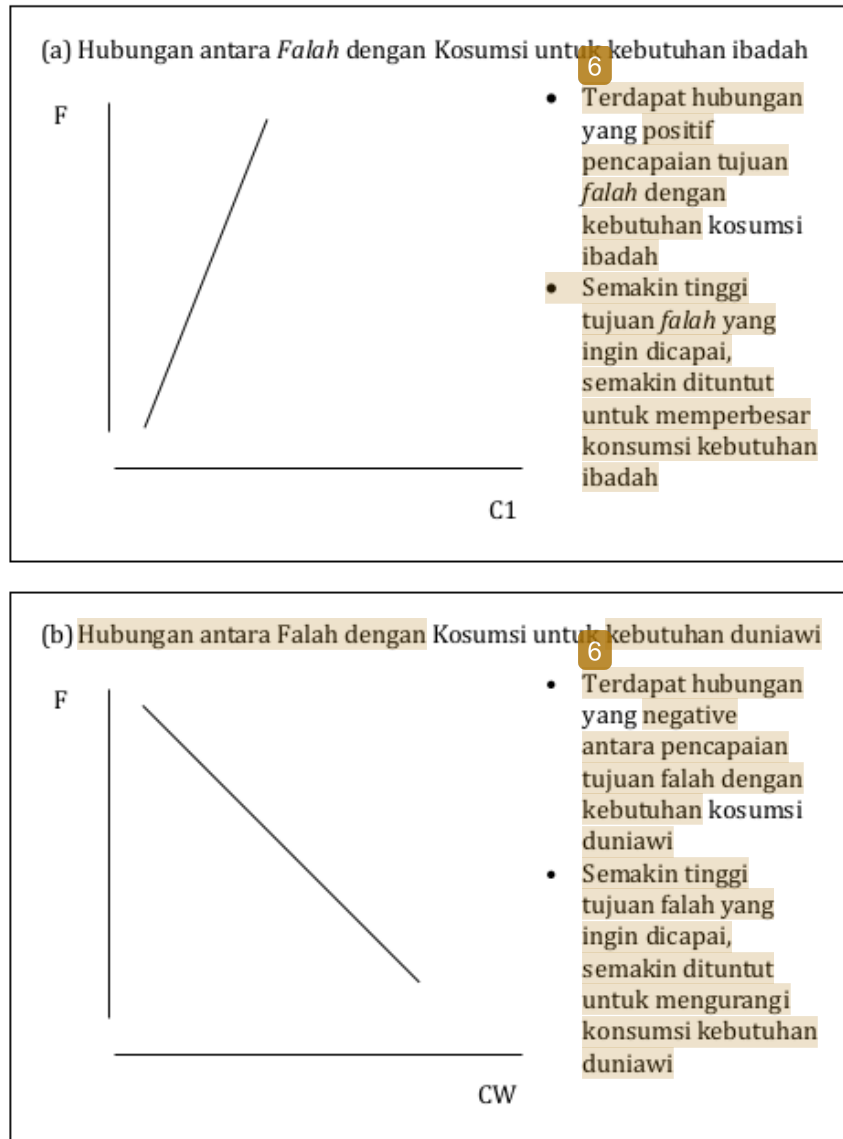 (a) Hubungan antara Falah dengan Kosumsi untuk kebutuhan ibadah
6
F
• Terdapat hubungan
yang positif
pencapaian tujuan
falah dengan
kebutuhan kosumsi
ibadah
• Semakin tinggi
tujuan falah yang
ingin dicapai,
semakin dituntut
untuk memperbesar
konsumsi kebutuhan
ibadah
C1
(b) Hubungan antara Falah dengan Kosumsi untuk kebutuhan duniawi
6
F
• Terdapat hubungan
yang negative
antara pencapaian
tujuan falah dengan
kebutuhan kosumsi
duniawi
• Semakin tinggi
tujuan falah yang
ingin dicapai,
semakin dituntut
untuk mengurangi
konsumsi kebutuhan
duniawi
CW